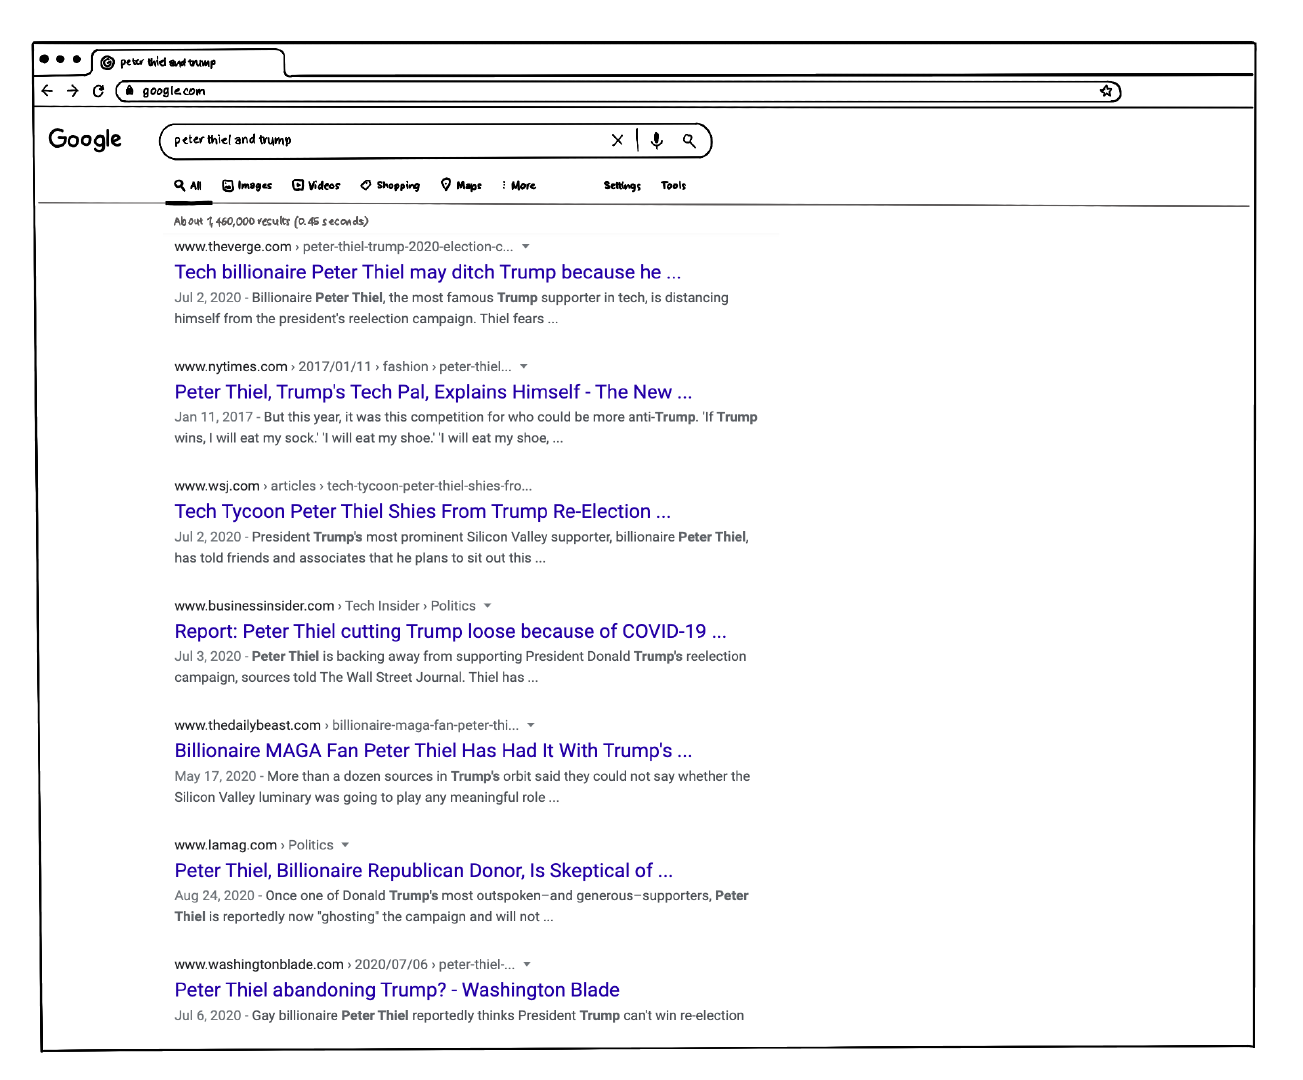 peter thiel and trump
google.com
Google
peter thiel and trump
All Images Videos Shopping Maps More Settings Tools
About 1,460,000 results (0.45 seconds)
www.theverge.com › peter-thiel-trump-2020-election-c...
Tech billionaire Peter Thiel may ditch Trump because he ...
Jul 2, 2020 - Billionaire Peter Thiel, the most famous Trump supporter in tech, is distancing
himself from the president's reelection campaign. Thiel fears ...
www.nytimes.com › 2017/01/11 › fashion › peter-thiel...
Peter Thiel, Trump's Tech Pal, Explains Himself - The New ...
Jan 11, 2017 - But this year, it was this competition for who could be more anti-Trump. 'If Trump
wins, I will eat my sock.' 'I will eat my shoe.' 'I will eat my shoe, ...
www.wsj.com › articles › tech-tycoon-peter-thiel-shies-fro...
Tech Tycoon Peter Thiel Shies From Trump Re-Election ...
Jul 2, 2020 - President Trump's most prominent Silicon Valley supporter, billionaire Peter Thiel,
has told friends and associates that he plans to sit out this ...
www.businessinsider.com › Tech Insider › Politics
Report: Peter Thiel cutting Trump loose because of COVID-19 ...
Jul 3, 2020 - Peter Thiel is backing away from supporting President Donald Trump's reelection
campaign, sources told The Wall Street Journal. Thiel has ...
www.thedailybeast.com › billionaire-maga-fan-peter-thi...
Billionaire MAGA Fan Peter Thiel Has Had It With Trump's ...
May 17, 2020 - More than a dozen sources in Trump's orbit said they could not say whether the
Silicon Valley luminary was going to play any meaningful role ...
www.lamag.com › Politics
Peter Thiel, Billionaire Republican Donor, Is Skeptical of ...
Aug 24, 2020 - Once one of Donald Trump's most outspoken–and generous–supporters, Peter
Thiel is reportedly now "ghosting" the campaign and will not ...
www.washingtonblade.com › 2020/07/06 › peter-thiel-...
Peter Thiel abandoning Trump? - Washington Blade
Jul 6, 2020 - Gay billionaire Peter Thiel reportedly thinks President Trump can't win re-election